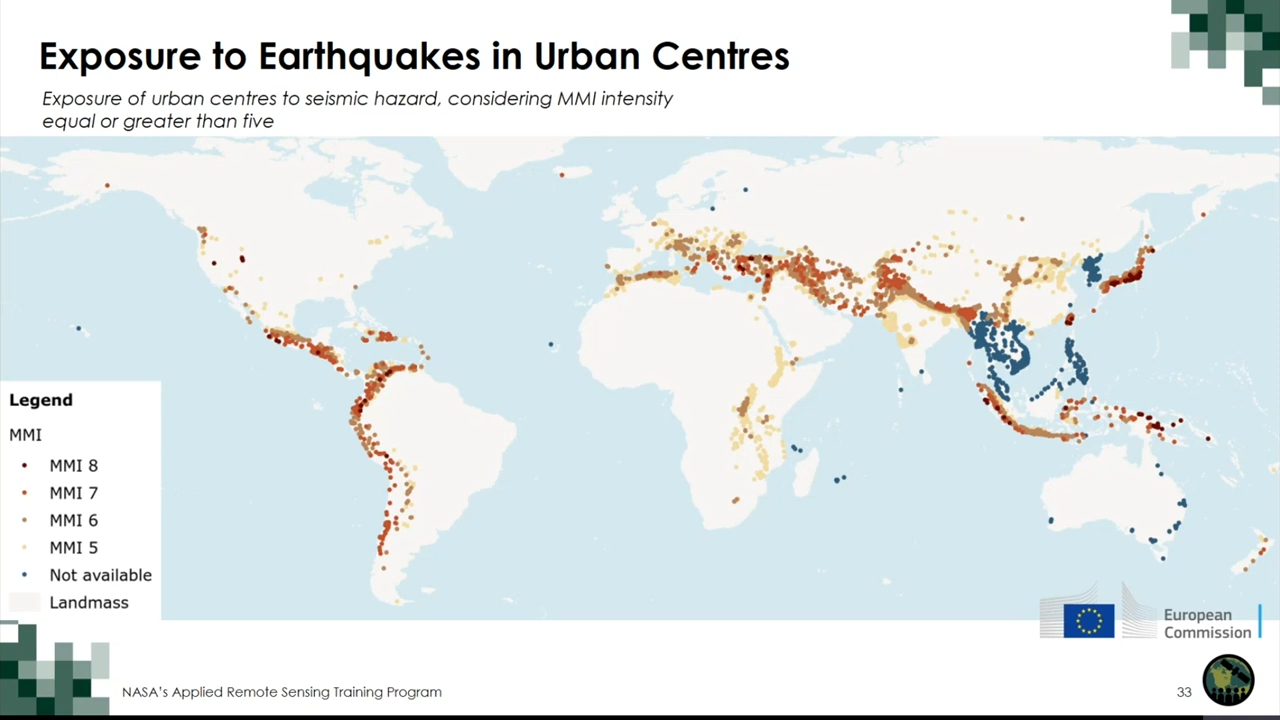 Exposure to Earthquakes in Urban Centres
Exposure of urban centres to seismic hazard, considering MMI intensity
equal or greater than five
Legend
MMI
MMI 8
MMI 7
MMI 6
MMI 5
Not available
Landmass
European
Commission
NASA's Applied Remote Sensing Training Program
33